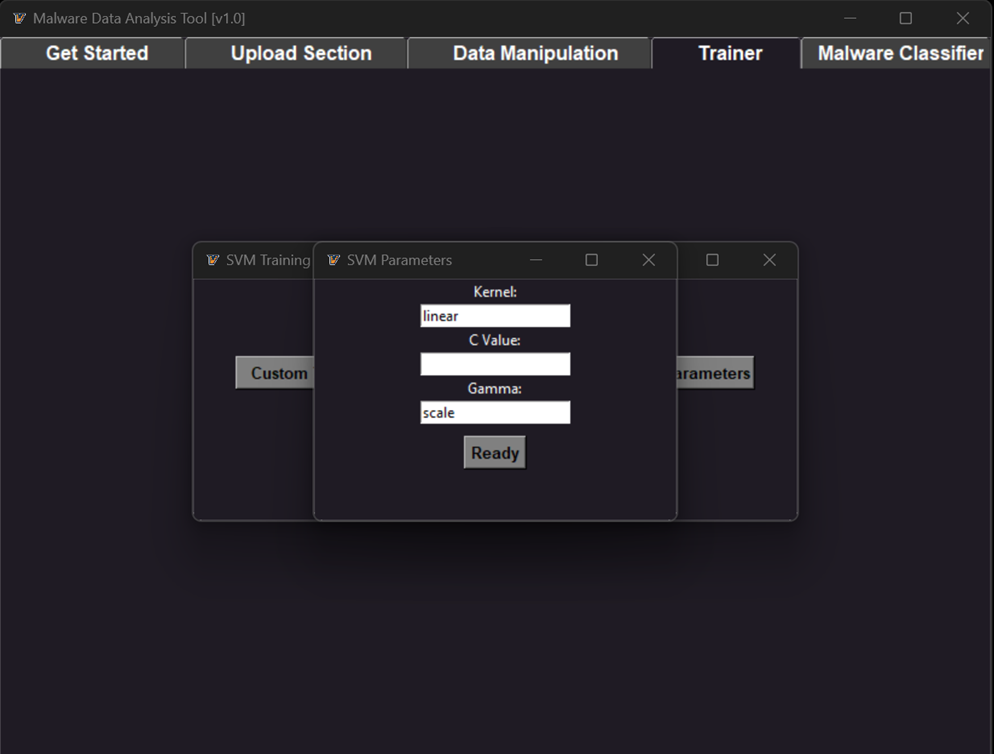 Malware Data Analysis Tool [v1.0]
Get Started
Upload Section
Data Manipulation
Trainer
Malware Classifier
SVM Training
SVM Parameters
Kernel:
linear
C Value:
Custom
arameters
Gamma:
scale
Ready